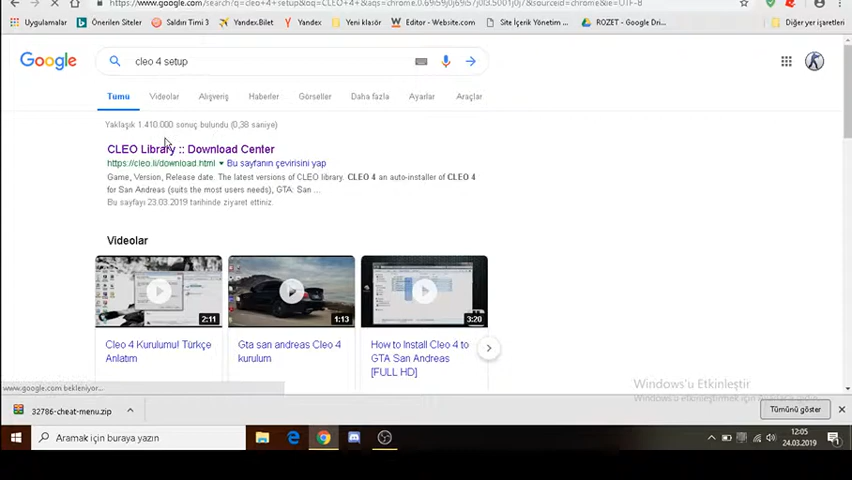 Uygulamalar Önerilen Siteler Saldırı Timi 3 Yandex.Bilet Yandex Yeni klasör Editor - Website.com Site İçerik Yönetim ... ROZET - Google Dri... Diğer yer işaretleri
Google cleo 4 setup
Tümü Videolar Alışveriş Haberler Görseller Daha fazla Ayarlar Araçlar
Yaklaşık 1.410.000 sonuç bulundu (0,38 saniye)
CLEO Library :: Download Center
https://cleo.li/download.html Bu sayfanın çevirisini yap
Game, Version, Release date. The latest versions of CLEO library. CLEO 4 an auto-installer of CLEO 4
for San Andreas (suits the most users needs), GTA: San ...
Bu sayfayı 23.03.2019 tarihinde ziyaret ettiniz.
Videolar
2:11 1:13 3:20
Cleo 4 Kurulumu! Türkçe Anlatım
Gta san andreas Cleo 4 kurulum
How to Install Cleo 4 to GTA San Andreas [FULL HD]
www.google.com bekleniyor...
Windows'u Etkinleştir
32786-cheat-menu.zip Tümünü göster
Aramak için buraya yazın
12:05
24.03.2019